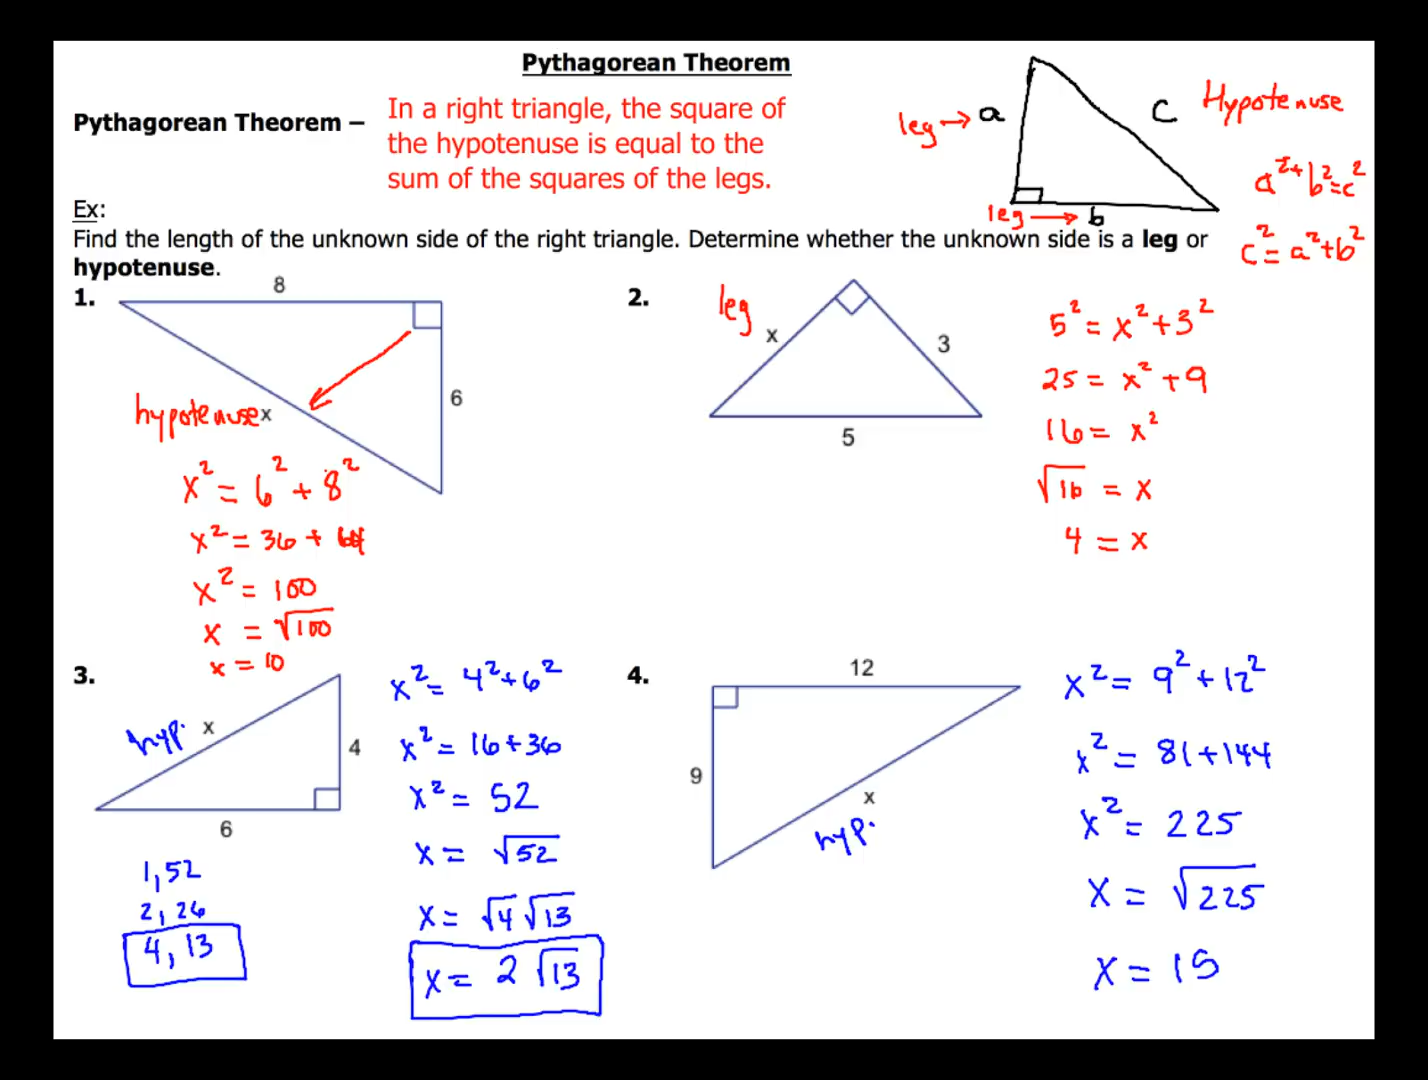 Pythagorean Theorem
Pythagorean Theorem – In a right triangle, the square of
the hypotenuse is equal to the
sum of the squares of the legs.
leg → a
c Hypotenuse
leg → b
a² + b² = c²
c² = a² + b²
Ex:
Find the length of the unknown side of the right triangle. Determine whether the unknown side is a leg or
hypotenuse.
1.
8
6
hypotenuse x
x² = 6² + 8²
x² = 36 + 64
x² = 100
x = √100
x = 10
2.
leg
x
3
5
5² = x² + 3²
25 = x² + 9
16 = x²
√16 = x
4 = x
3.
hyp. x
4
6
1, 52
2, 26
4, 13
x² = 4² + 6²
x² = 16 + 36
x² = 52
x = √52
x = √4 √13
x = 2 √13
4.
12
9
x
hyp.
x² = 9² + 12²
x² = 81 + 144
x² = 225
x = √225
x = 15